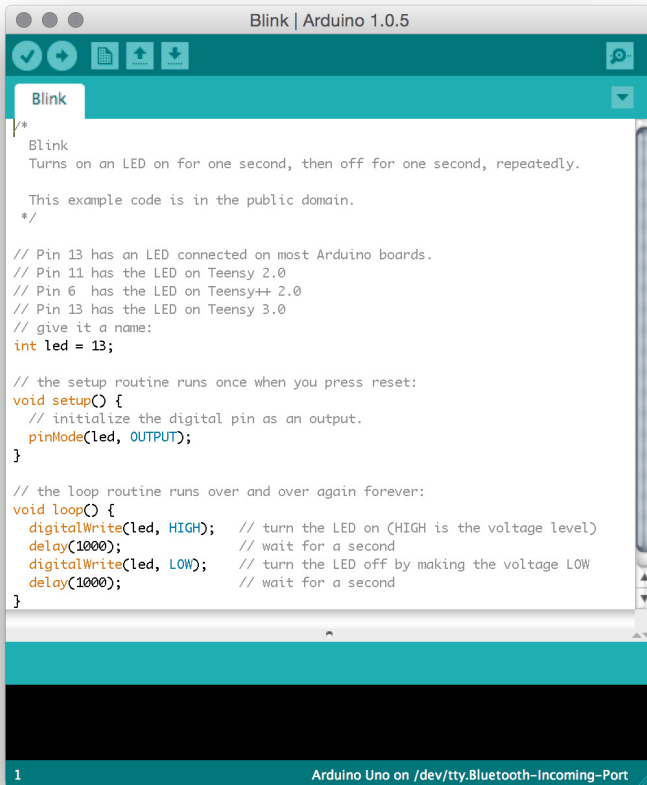 Blink | Arduino 1.0.5
Blink
/*
  Blink
  Turns on an LED on for one second, then off for one second, repeatedly.

  This example code is in the public domain.
 */

// Pin 13 has an LED connected on most Arduino boards.
// Pin 11 has the LED on Teensy 2.0
// Pin 6  has the LED on Teensy++ 2.0
// Pin 13 has the LED on Teensy 3.0
// give it a name:
int led = 13;

// the setup routine runs once when you press reset:
void setup() {
  // initialize the digital pin as an output.
  pinMode(led, OUTPUT);
}

// the loop routine runs over and over again forever:
void loop() {
  digitalWrite(led, HIGH);   // turn the LED on (HIGH is the voltage level)
  delay(1000);               // wait for a second
  digitalWrite(led, LOW);    // turn the LED off by making the voltage LOW
  delay(1000);               // wait for a second
}
1 Arduino Uno on /dev/tty.Bluetooth-Incoming-Port